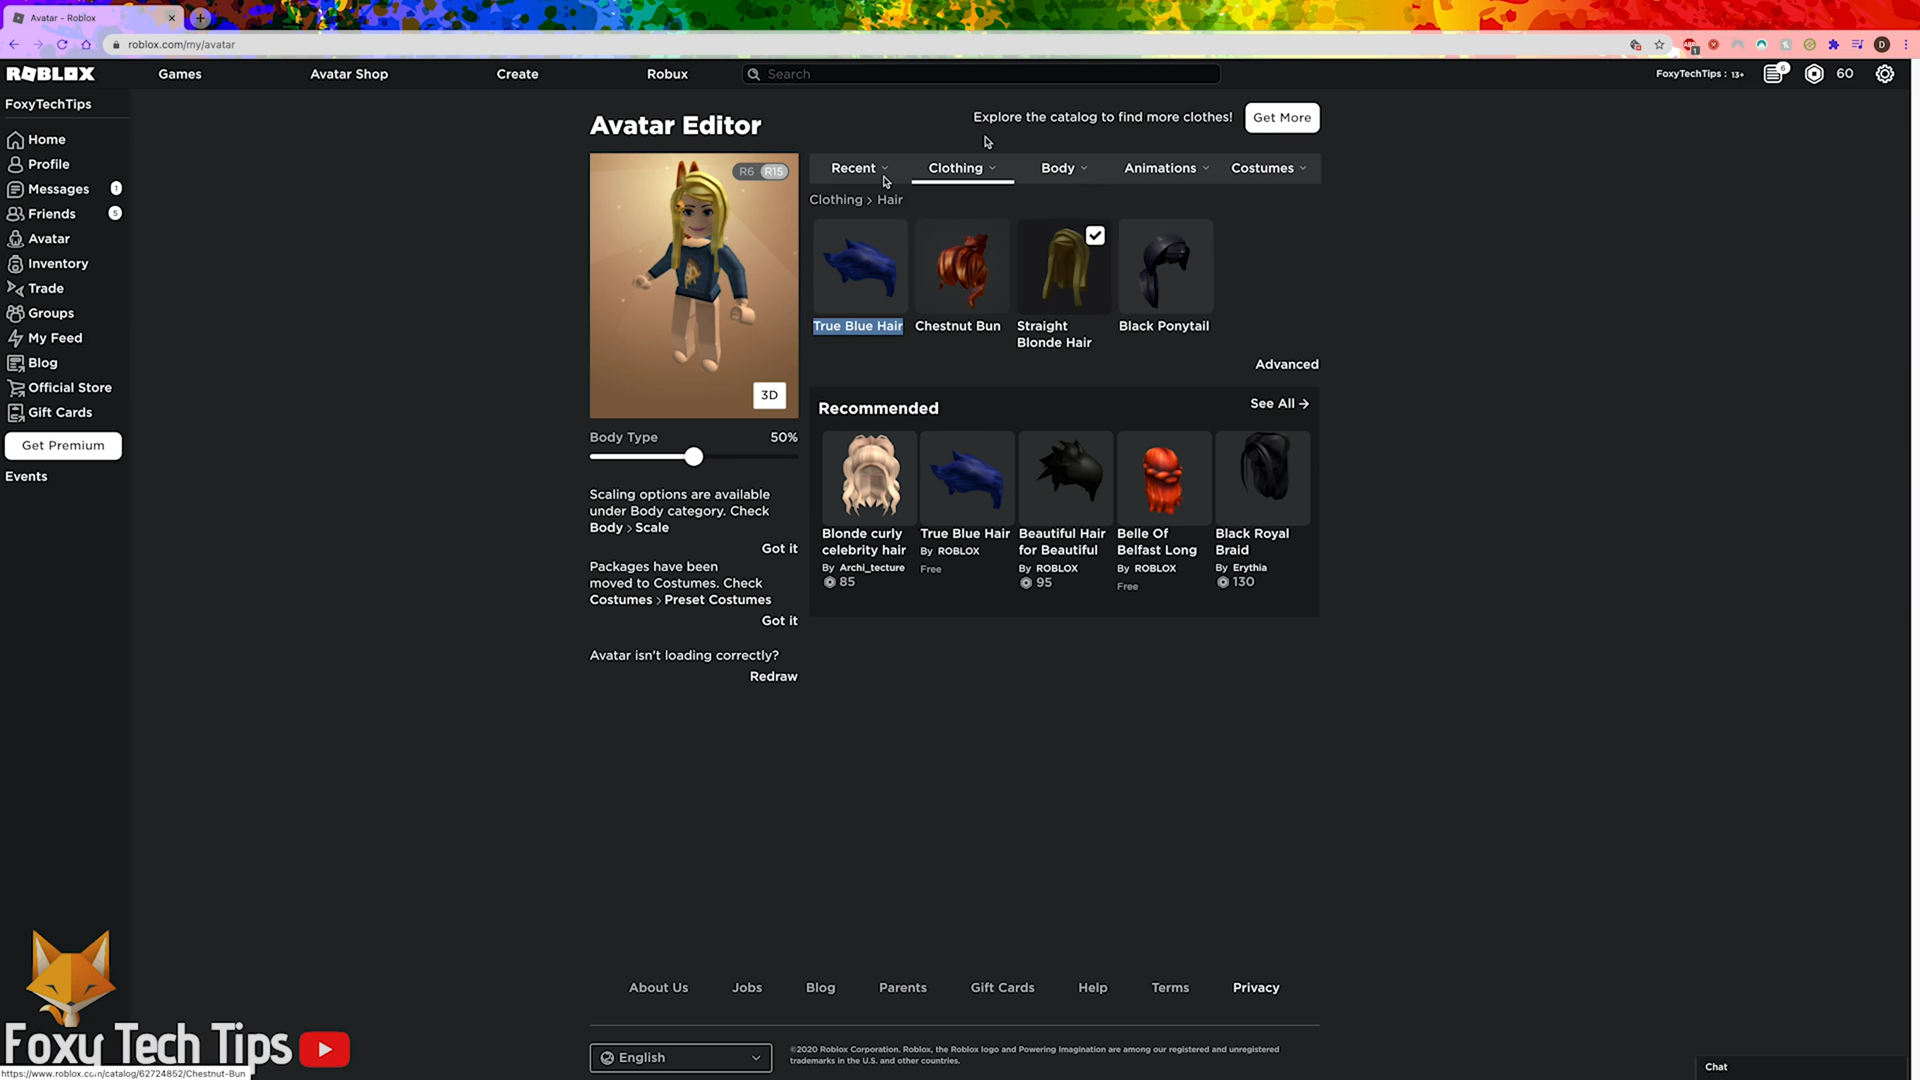 Avatar - Roblox
roblox.com/my/avatar
ROBLOX
Games
Avatar Shop
Create
Robux
Search
FoxyTechTips : 13+
6
60
FoxyTechTips
Home
Profile
Messages 1
Friends 5
Avatar
Inventory
Trade
Groups
My Feed
Blog
Official Store
Gift Cards
Get Premium
Events
Avatar Editor
Explore the catalog to find more clothes!
Get More
R6 R15
3D
Body Type 50%
Scaling options are available
under Body category. Check
Body > Scale
Got it
Packages have been
moved to Costumes. Check
Costumes > Preset Costumes
Got it
Avatar isn't loading correctly?
Redraw
Recent
Clothing
Body
Animations
Costumes
Clothing > Hair
True Blue Hair
Chestnut Bun
Straight
Blonde Hair
Black Ponytail
Advanced
Recommended
See All →
Blonde curly
celebrity hair
By Archi_tecture
85
True Blue Hair
By ROBLOX
Free
Beautiful Hair
for Beautiful
By ROBLOX
95
Belle Of
Belfast Long
By ROBLOX
Free
Black Royal
Braid
By Erythia
130
About Us
Jobs
Blog
Parents
Gift Cards
Help
Terms
Privacy
English
©2020 Roblox Corporation. Roblox, the Roblox logo and Powering Imagination are among our registered and unregistered
trademarks in the U.S. and other countries.
Chat
Foxy Tech Tips
https://www.roblox.com/catalog/62724852/Chestnut-Bun